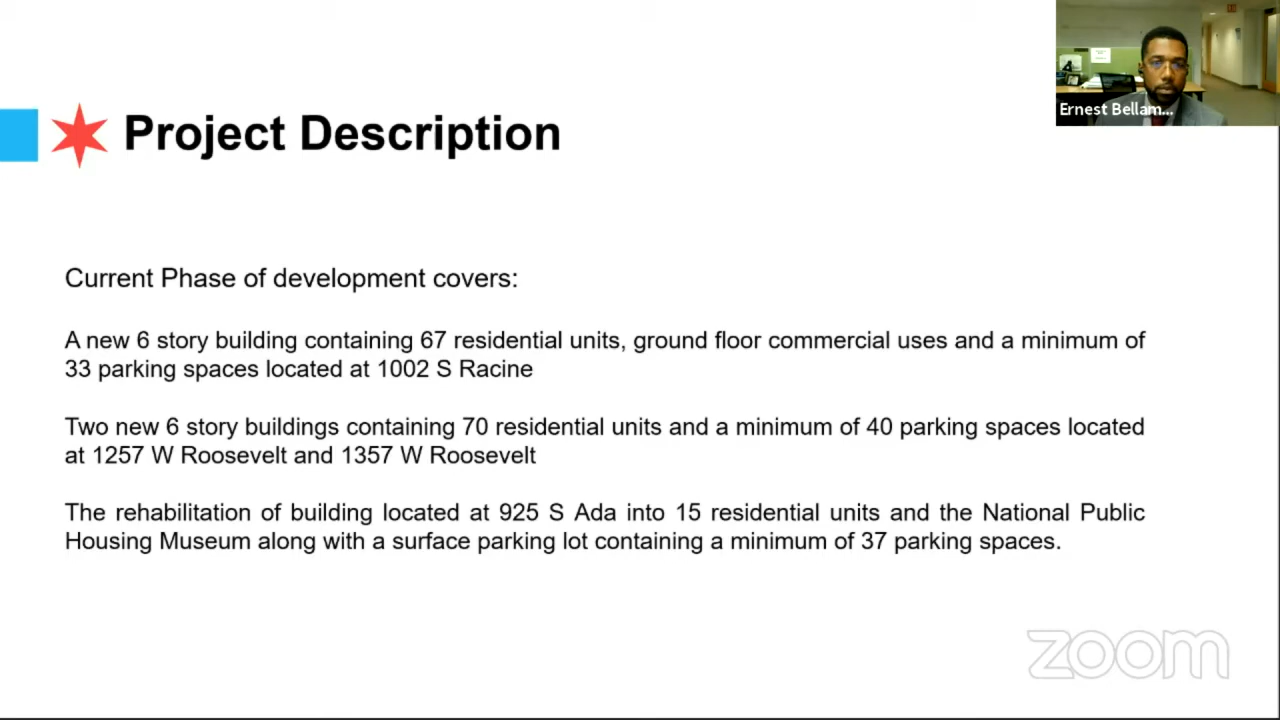 Ernest Bellam...
Project Description
Current Phase of development covers:
A new 6 story building containing 67 residential units, ground floor commercial uses and a minimum of
33 parking spaces located at 1002 S Racine
Two new 6 story buildings containing 70 residential units and a minimum of 40 parking spaces located
at 1257 W Roosevelt and 1357 W Roosevelt
The rehabilitation of building located at 925 S Ada into 15 residential units and the National Public
Housing Museum along with a surface parking lot containing a minimum of 37 parking spaces.
zoom